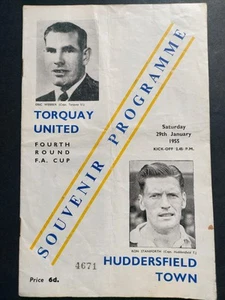 ERIC WEBBER (Capt. Torquay U.)
TORQUAY
UNITED
FOURTH
ROUND
F.A. CUP
SOUVENIR PROGRAMME
Saturday
29th January
1955
KICK-OFF 2.45 P.M.
RON STANIFORTH (Capt. Huddersfield T.)
4671
Price 6d.
HUDDERSFIELD
TOWN